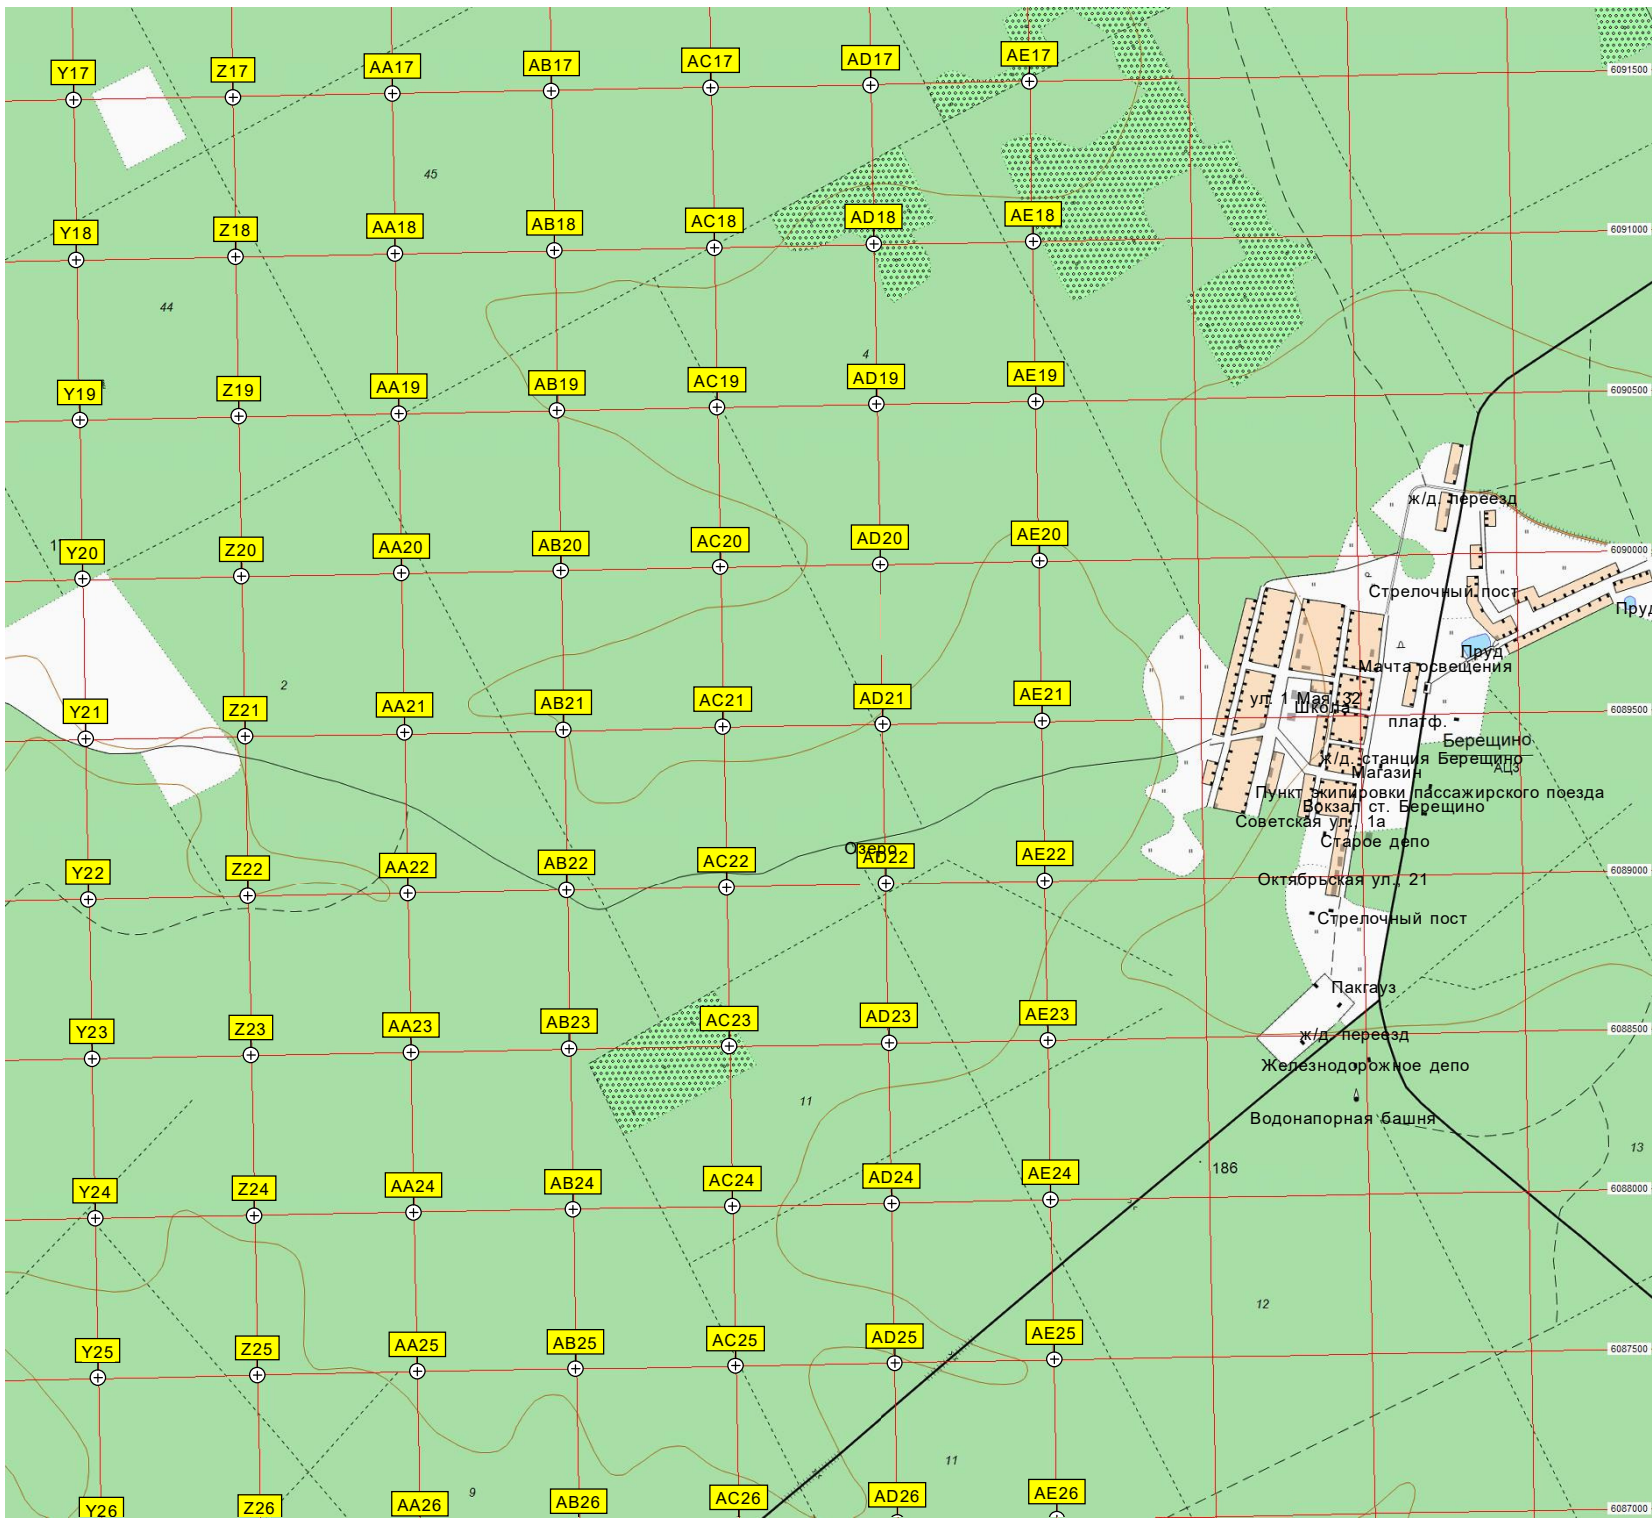 Y17 Z17 AA17 AB17 AC17 AD17 AE17
6091500
45
Y18 Z18 AA18 AB18 AC18 AD18 AE18
6091000
44
4
Y19 Z19 AA19 AB19 AC19 AD19 AE19
6090500
ж/д. переезд
Y20 Z20 AA20 AB20 AC20 AD20 AE20
6090000
Стрелочный пост
Пруд
Пруд
Мачта освещения
2
ул. 1 Мая, 32
Школа
Y21 Z21 AA21 AB21 AC21 AD21 AE21
6089500
платф.
Берещино
ж/д. станция Берещино
АЦЗ
Магазин
Пункт экипировки пассажирского поезда
Вокзал ст. Берещино
Советская ул., 1а
Старое депо
Озеро
Y22 Z22 AA22 AB22 AC22 AD22 AE22
6089000
Октябрьская ул., 21
Стрелочный пост
Пакгауз
Y23 Z23 AA23 AB23 AC23 AD23 AE23
6088500
ж/д. переезд
Железнодорожное депо
11
Водонапорная башня
13
186
Y24 Z24 AA24 AB24 AC24 AD24 AE24
6088000
12
Y25 Z25 AA25 AB25 AC25 AD25 AE25
6087500
11
9
Y26 Z26 AA26 AB26 AC26 AD26 AE26
6087000